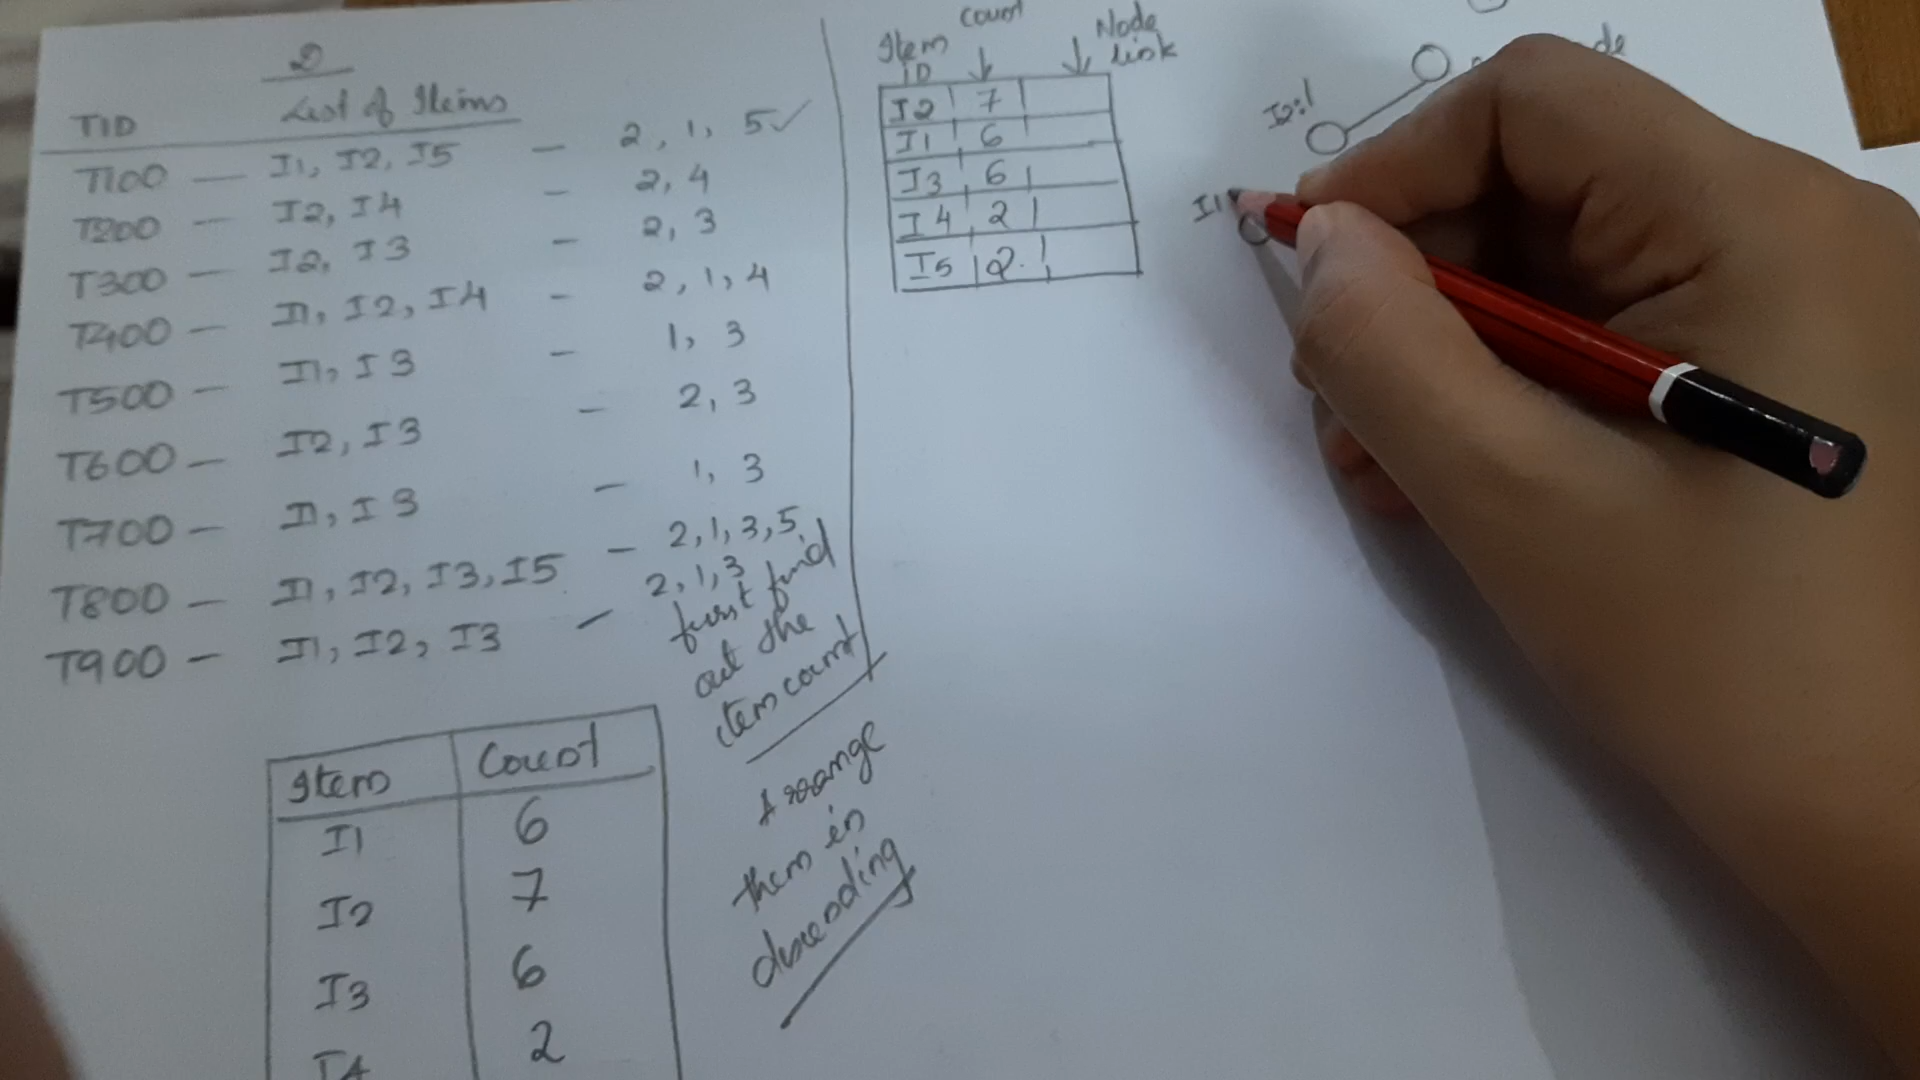 D
TID List of Items
T100 — I1, I2, I5 — 2, 1, 5 ✓
T200 — I2, I4 — 2, 4
T300 — I2, I3 — 2, 3
T400 — I1, I2, I4 — 2, 1, 4
T500 — I1, I3 — 1, 3
T600 — I2, I3 — 2, 3
T700 — I1, I3 — 1, 3
T800 — I1, I2, I3, I5 — 2, 1, 3, 5
T900 — I1, I2, I3 — 2, 1, 3
first find
out the
item count
Arrange
them in
descending
Item Count
I1 6
I2 7
I3 6
I4 2
Item ID Count Node link
I2 7
I1 6
I3 6
I4 2
I5 2
I2:1
I1